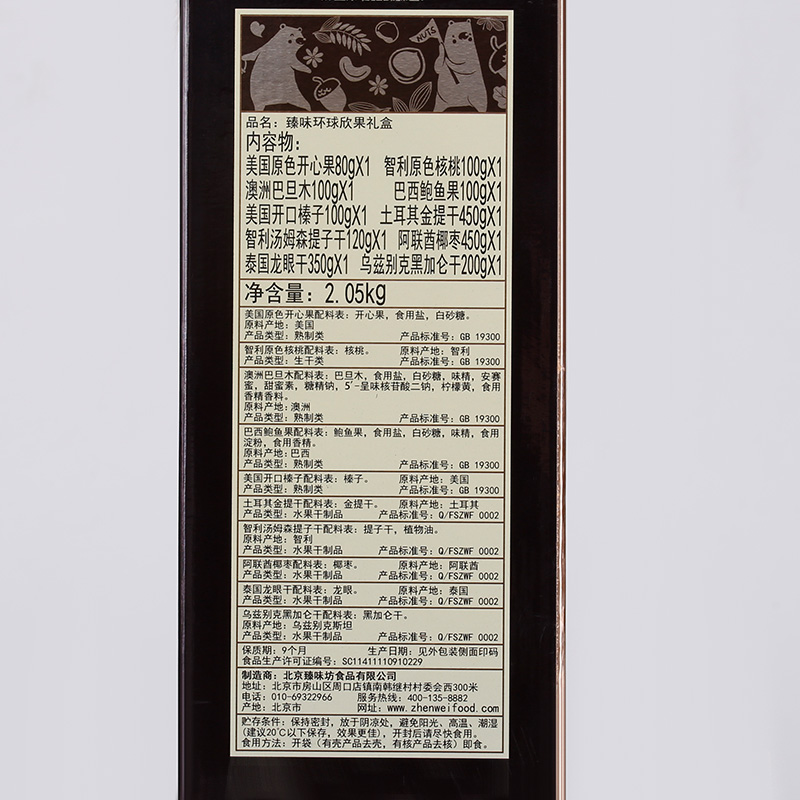 NUTS
品名：臻味环球欣果礼盒
内容物：
美国原色开心果80gX1 智利原色核桃100gX1
澳洲巴旦木100gX1 巴西鲍鱼果100gX1
美国开口榛子100gX1 土耳其金提干450gX1
智利汤姆森提子干120gX1 阿联酋椰枣450gX1
泰国龙眼干350gX1 乌兹别克黑加仑干200gX1
净含量：2.05kg
美国原色开心果配料表：开心果，食用盐，白砂糖。
原料产地：美国
产品类型：熟制类 产品标准号：GB 19300
智利原色核桃配料表：核桃。 原料产地：智利
产品类型：生干类 产品标准号：GB 19300
澳洲巴旦木配料表：巴旦木，食用盐，白砂糖，味精，安赛
蜜，甜蜜素，糖精钠，5′-呈味核苷酸二钠，柠檬黄，食用
香精香料。
原料产地：澳洲
产品类型：熟制类 产品标准号：GB 19300
巴西鲍鱼果配料表：鲍鱼果，食用盐，白砂糖，味精，食用
淀粉，食用香精。
原料产地：巴西
产品类型：熟制类 产品标准号：GB 19300
美国开口榛子配料表：榛子。 原料产地：美国
产品类型：熟制类 产品标准号：GB 19300
土耳其金提干配料表：金提干。 原料产地：土耳其
产品类型：水果干制品 产品标准号：Q/FSZWF 0002
智利汤姆森提子干配料表：提子干，植物油。
原料产地：智利
产品类型：水果干制品 产品标准号：Q/FSZWF 0002
阿联酋椰枣配料表：椰枣。 原料产地：阿联酋
产品类型：水果干制品 产品标准号：Q/FSZWF 0002
泰国龙眼干配料表：龙眼。 原料产地：泰国
产品类型：水果干制品 产品标准号：Q/FSZWF 0002
乌兹别克黑加仑干配料表：黑加仑干。
原料产地：乌兹别克斯坦
产品类型：水果干制品 产品标准号：Q/FSZWF 0002
保质期：9个月 生产日期：见外包装侧面印码
食品生产许可证编号：SC11411110910229
制造商：北京臻味坊食品有限公司
地址：北京市房山区周口店镇南韩继村村委会西300米
电话：010-69322966 服务热线：400-135-8882
产地：北京市 网址：www.zhenweifood.com
贮存条件：保持密封，放于阴凉处，避免阳光、高温、潮湿
(建议20℃以下保存，效果更佳)，开封后请尽快食用。
食用方法：开袋（有壳产品去壳，有核产品去核）即食。